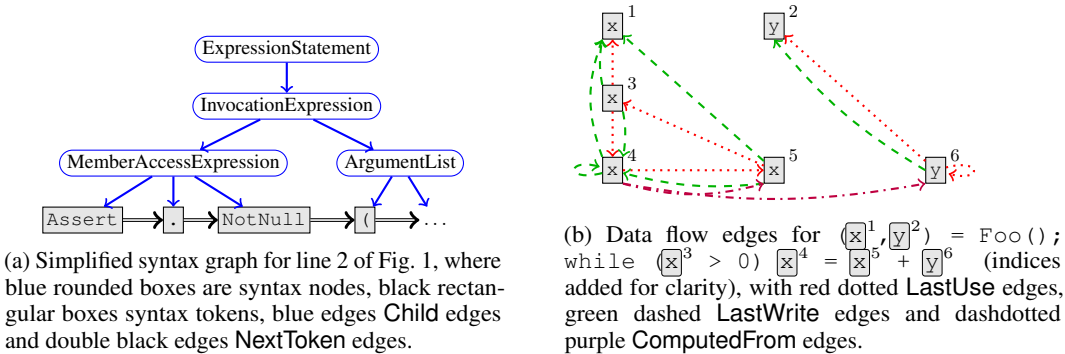 ExpressionStatement
InvocationExpression
MemberAccessExpression
ArgumentList
Assert . NotNull ( ...
(a) Simplified syntax graph for line 2 of Fig. 1, where
blue rounded boxes are syntax nodes, black rectan-
gular boxes syntax tokens, blue edges Child edges
and double black edges NextToken edges.
x 1
y 2
x 3
x 4
x 5
y 6
(b) Data flow edges for (x1,y2) = Foo();
while (x3 > 0) x4 = x5 + y6 (indices
added for clarity), with red dotted LastUse edges,
green dashed LastWrite edges and dashdotted
purple ComputedFrom edges.